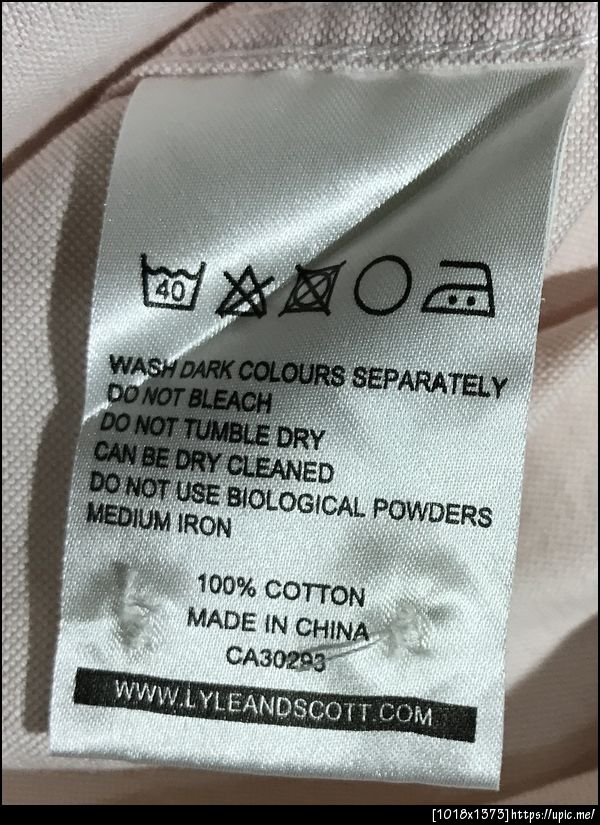 40
WASH DARK COLOURS SEPARATELY
DO NOT BLEACH
DO NOT TUMBLE DRY
CAN BE DRY CLEANED
DO NOT USE BIOLOGICAL POWDERS
MEDIUM IRON
100% COTTON
MADE IN CHINA
CA30293
WWW.LYLEANDSCOTT.COM
[1018x1373]https://upic.me/